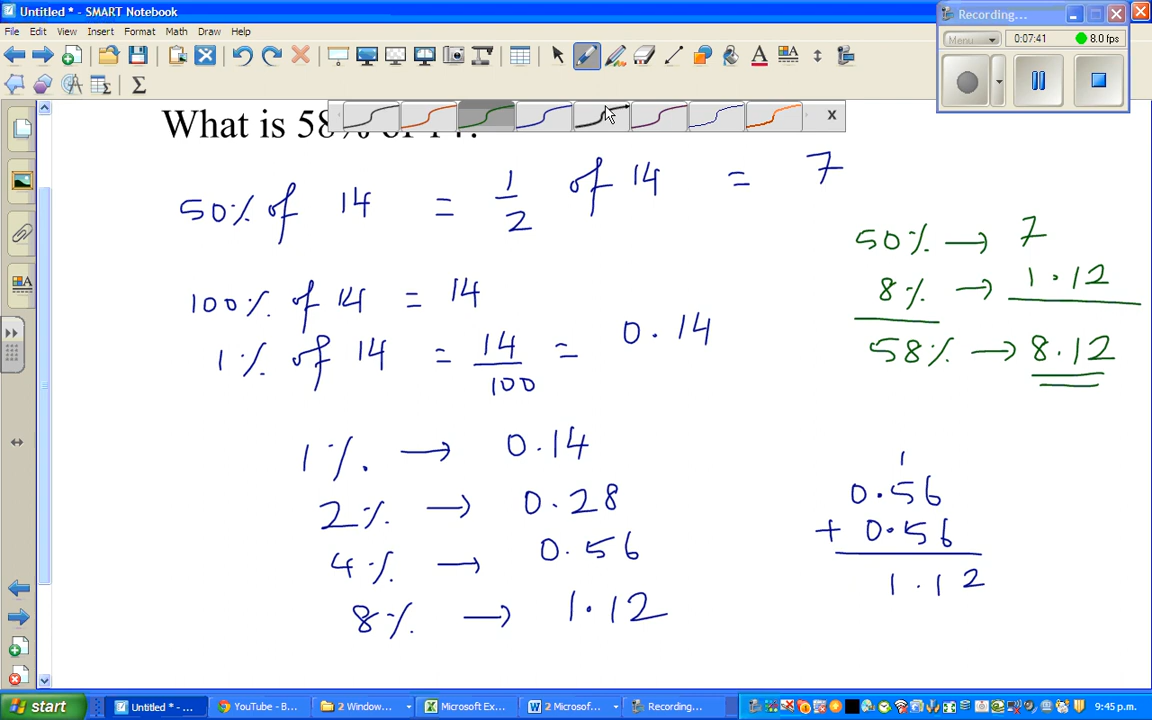 Untitled * - SMART Notebook
File Edit View Insert Format Math Draw Help
Recording...
Menu
0:07:41
8.0 fps
x
What is 58% of 14?
50% of 14 = 1/2 of 14 = 7
100% of 14 = 14
1% of 14 = 14/100 = 0.14
1% → 0.14
2% → 0.28
4% → 0.56
8% → 1.12
50% → 7
8% → 1.12
58% → 8.12
1
0.56
+ 0.56
1.12
start
Untitled * - ...
YouTube - B...
2 Window...
Microsoft Ex...
2 Microsof...
Recording...
9:45 p.m.